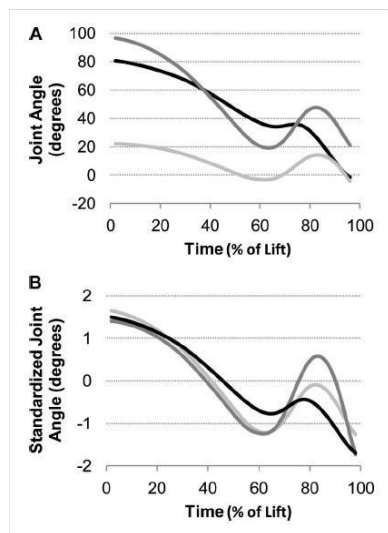 A
Joint Angle
(degrees)
100
80
60
40
20
0
-20
0 20 40 60 80 100
Time (% of Lift)
B
Standardized Joint
Angle (degrees)
2
1
0
-1
-2
0 20 40 60 80 100
Time (% of Lift)